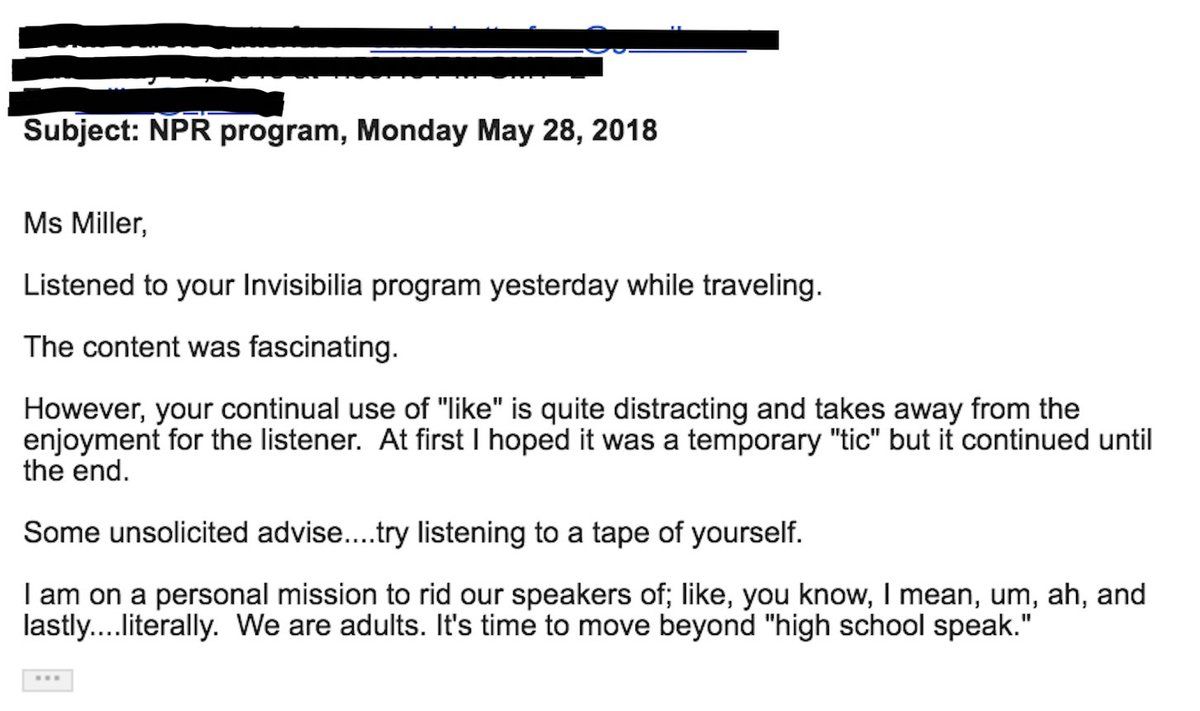 Subject: NPR program, Monday May 28, 2018
Ms Miller,
Listened to your Invisibilia program yesterday while traveling.
The content was fascinating.
However, your continual use of "like" is quite distracting and takes away from the
enjoyment for the listener.  At first I hoped it was a temporary "tic" but it continued until
the end.
Some unsolicited advise....try listening to a tape of yourself.
I am on a personal mission to rid our speakers of; like, you know, I mean, um, ah, and
lastly....literally.  We are adults. It's time to move beyond "high school speak."